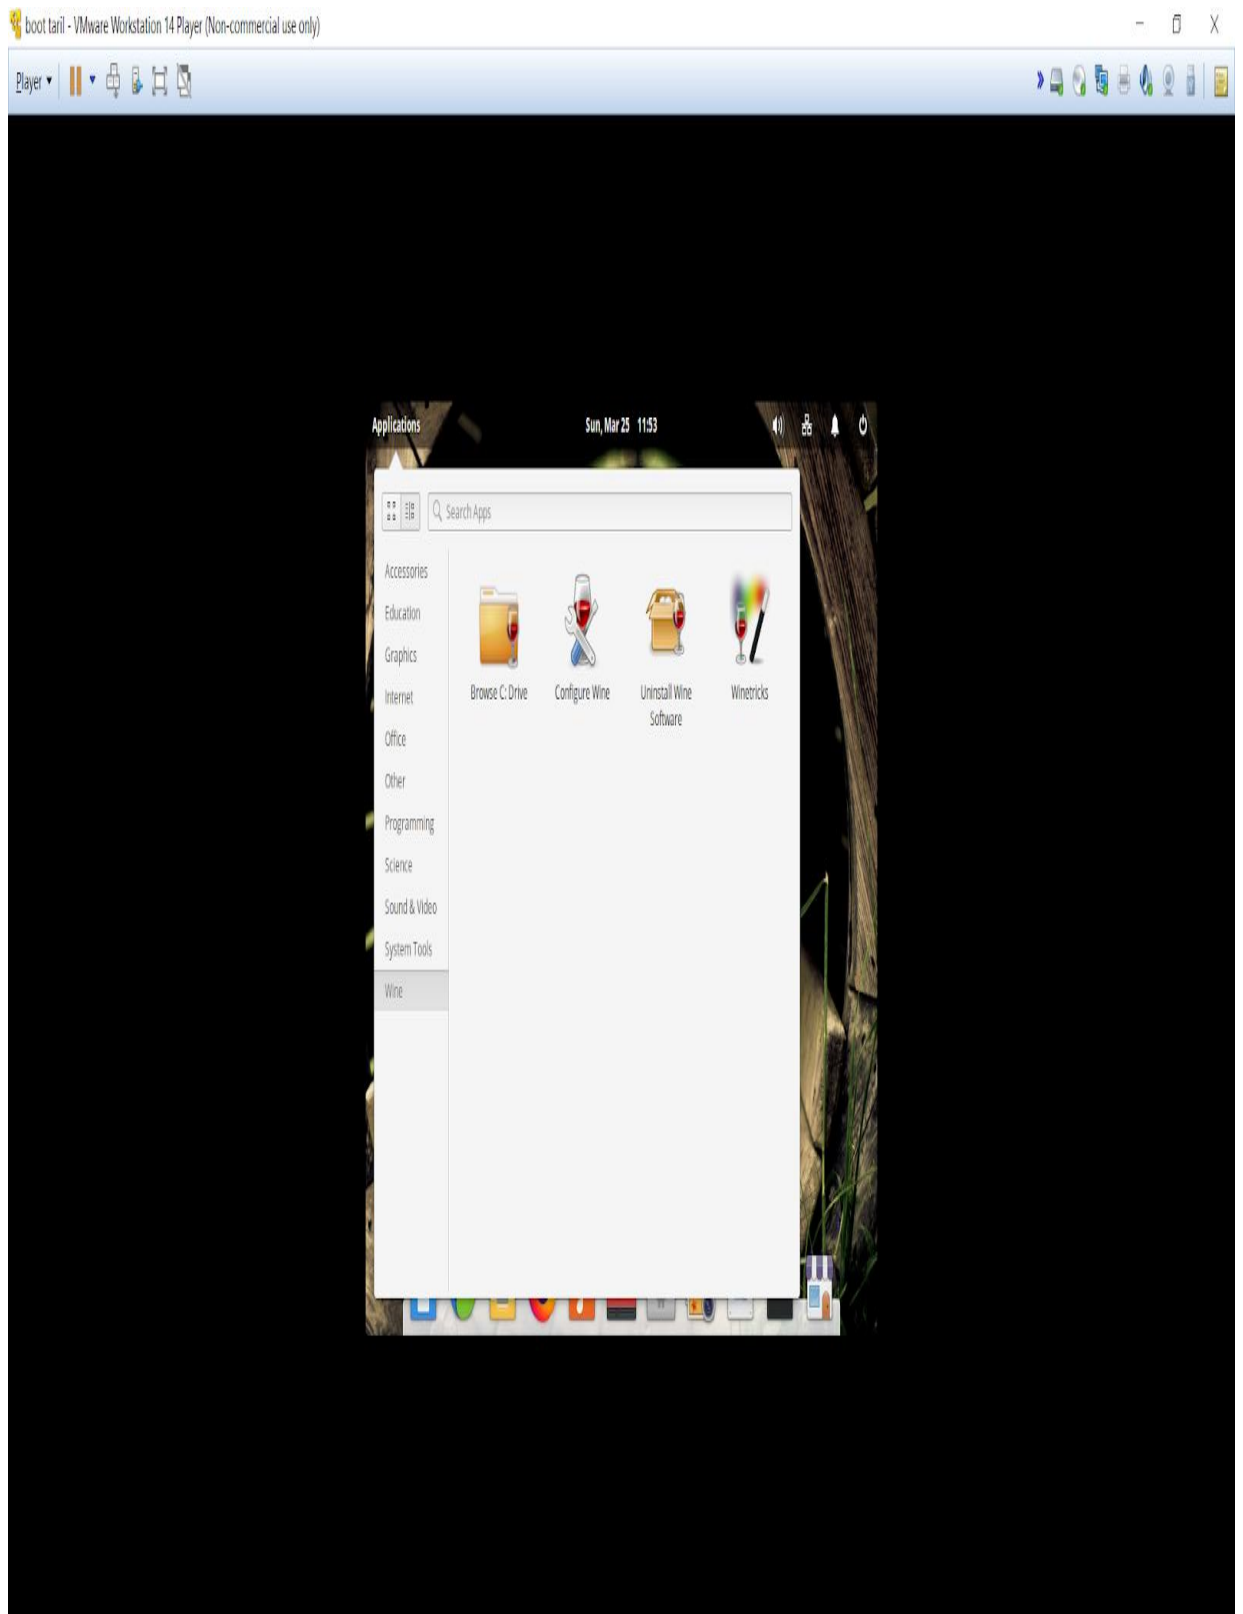 boot taril - VMware Workstation 14 Player (Non-commercial use only)
Player
Applications
Sun, Mar 25 11:53
Search Apps
Accessories
Education
Graphics
Internet
Office
Other
Programming
Science
Sound & Video
System Tools
Wine
Browse C: Drive
Configure Wine
Uninstall Wine
Software
Winetricks